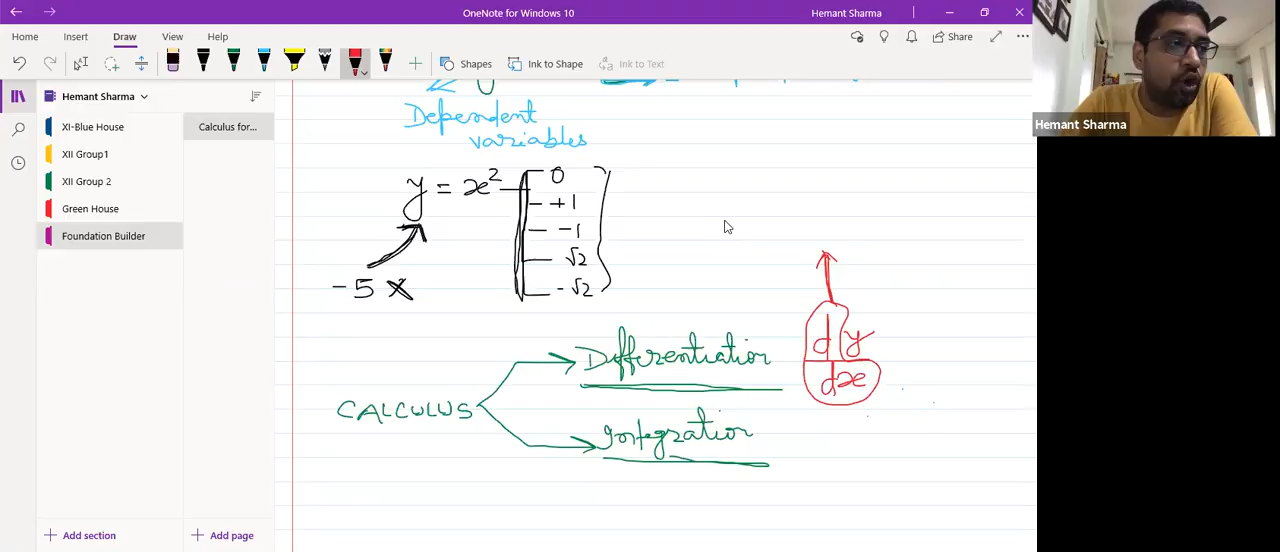 OneNote for Windows 10
Hemant Sharma
Home
Insert
Draw
View
Help
Shapes
Ink to Shape
Ink to Text
Share
Hemant Sharma
XI-Blue House
XII Group1
XII Group 2
Green House
Foundation Builder
Calculus for...
Add section
Add page
Hemant Sharma
Dependent
variables
y = x²
0
+1
-1
√2
-√2
-5 X
CALCULUS
Differentiation
Integration
dy
dx